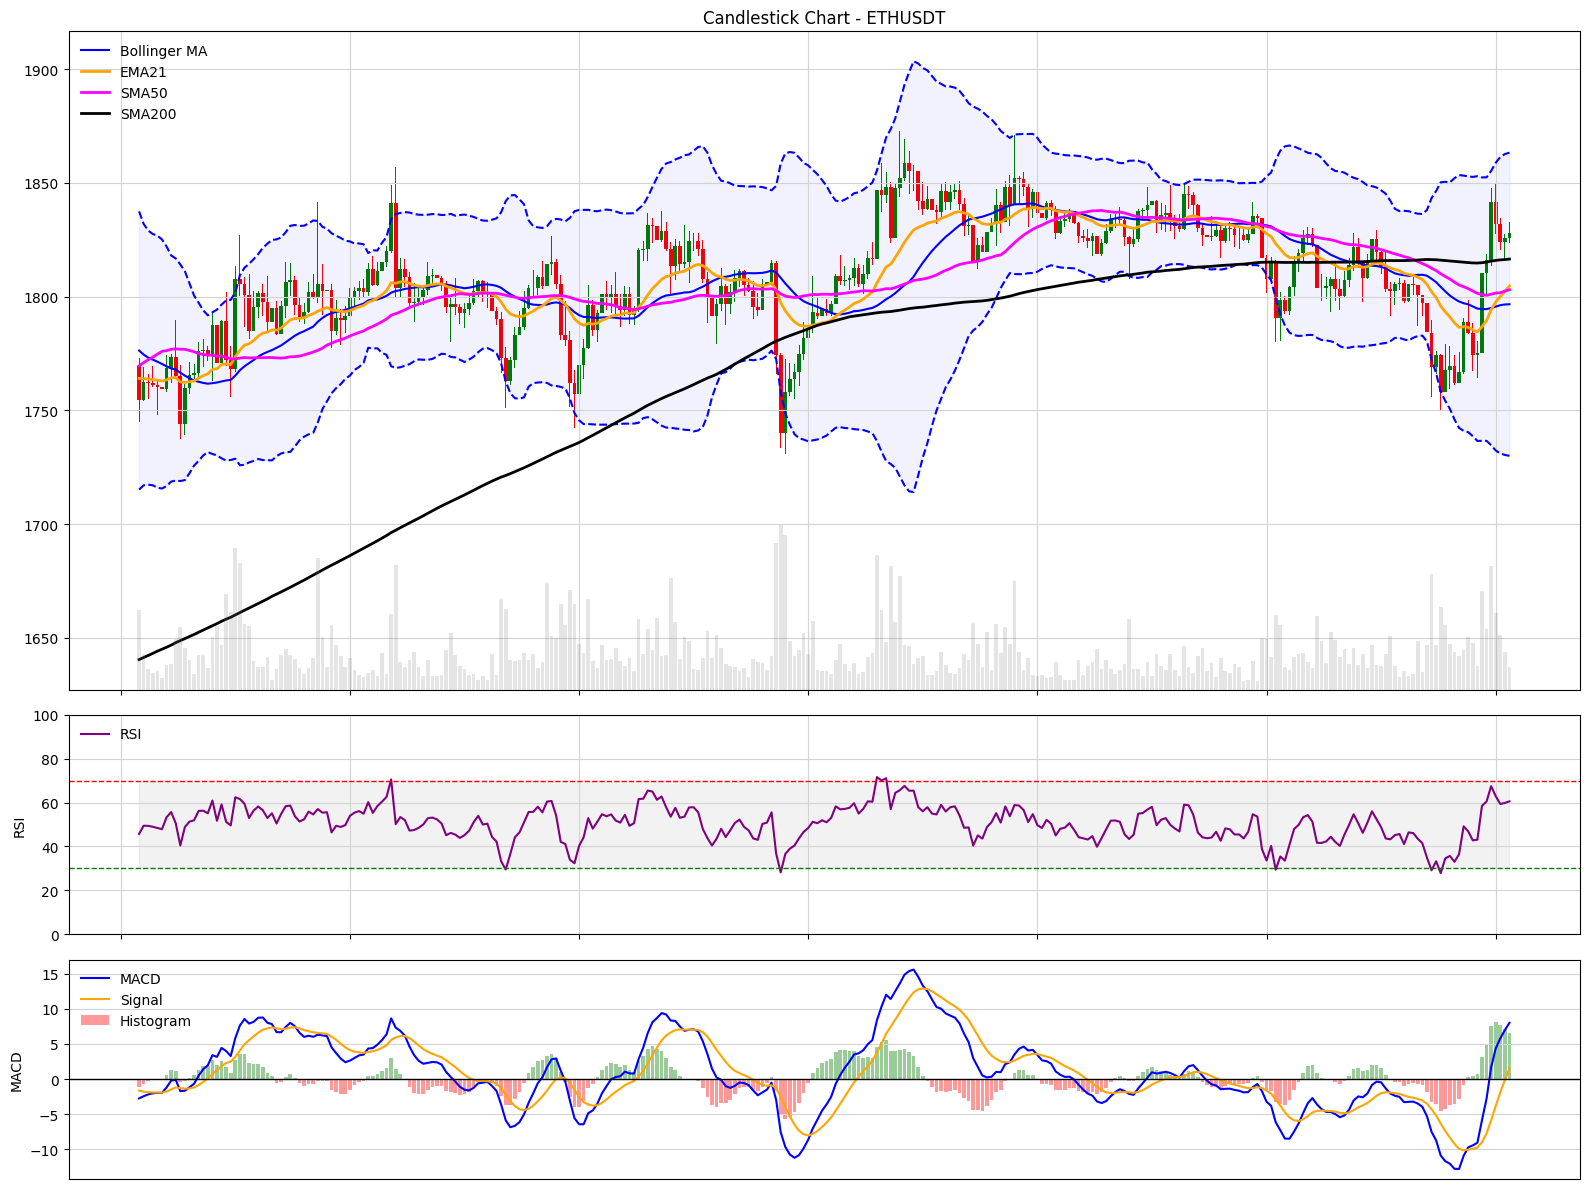 Candlestick Chart - ETHUSDT
Bollinger MA
EMA21
SMA50
SMA200
1900
1850
1800
1750
1700
1650
RSI
100
80
60
40
20
0
RSI
MACD
Signal
Histogram
15
10
5
0
−5
−10
MACD